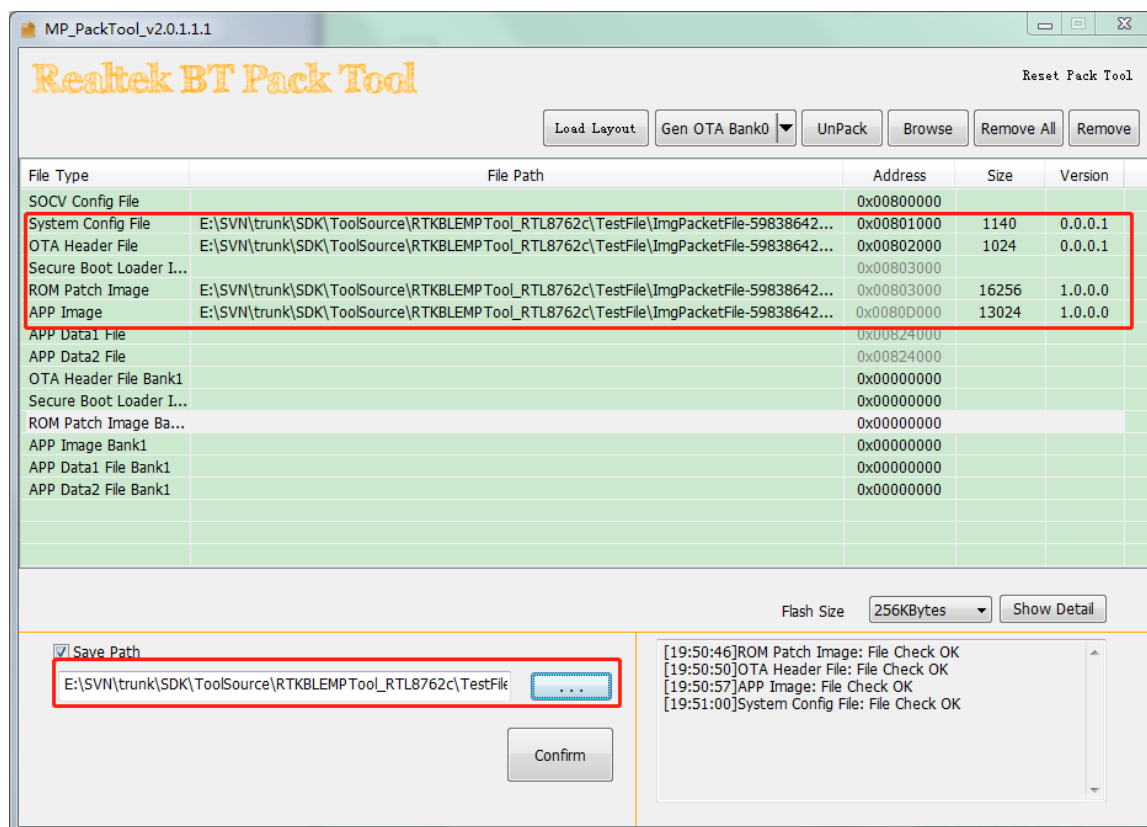 MP_PackTool_v2.0.1.1.1
Realtek BT Pack Tool
Reset Pack Tool
Load Layout Gen OTA Bank0 UnPack Browse Remove All Remove
File Type File Path Address Size Version
SOCV Config File 0x00800000
System Config File E:\SVN\trunk\SDK\ToolSource\RTKBLEMPTool_RTL8762c\TestFile\ImgPacketFile-59838642... 0x00801000 1140 0.0.0.1
OTA Header File E:\SVN\trunk\SDK\ToolSource\RTKBLEMPTool_RTL8762c\TestFile\ImgPacketFile-59838642... 0x00802000 1024 0.0.0.1
Secure Boot Loader I... 0x00803000
ROM Patch Image E:\SVN\trunk\SDK\ToolSource\RTKBLEMPTool_RTL8762c\TestFile\ImgPacketFile-59838642... 0x00803000 16256 1.0.0.0
APP Image E:\SVN\trunk\SDK\ToolSource\RTKBLEMPTool_RTL8762c\TestFile\ImgPacketFile-59838642... 0x0080D000 13024 1.0.0.0
APP Data1 File 0x00824000
APP Data2 File 0x00824000
OTA Header File Bank1 0x00000000
Secure Boot Loader I... 0x00000000
ROM Patch Image Ba... 0x00000000
APP Image Bank1 0x00000000
APP Data1 File Bank1 0x00000000
APP Data2 File Bank1 0x00000000
Flash Size 256KBytes Show Detail
Save Path
E:\SVN\trunk\SDK\ToolSource\RTKBLEMPTool_RTL8762c\TestFile ...
Confirm
[19:50:46]ROM Patch Image: File Check OK
[19:50:50]OTA Header File: File Check OK
[19:50:57]APP Image: File Check OK
[19:51:00]System Config File: File Check OK